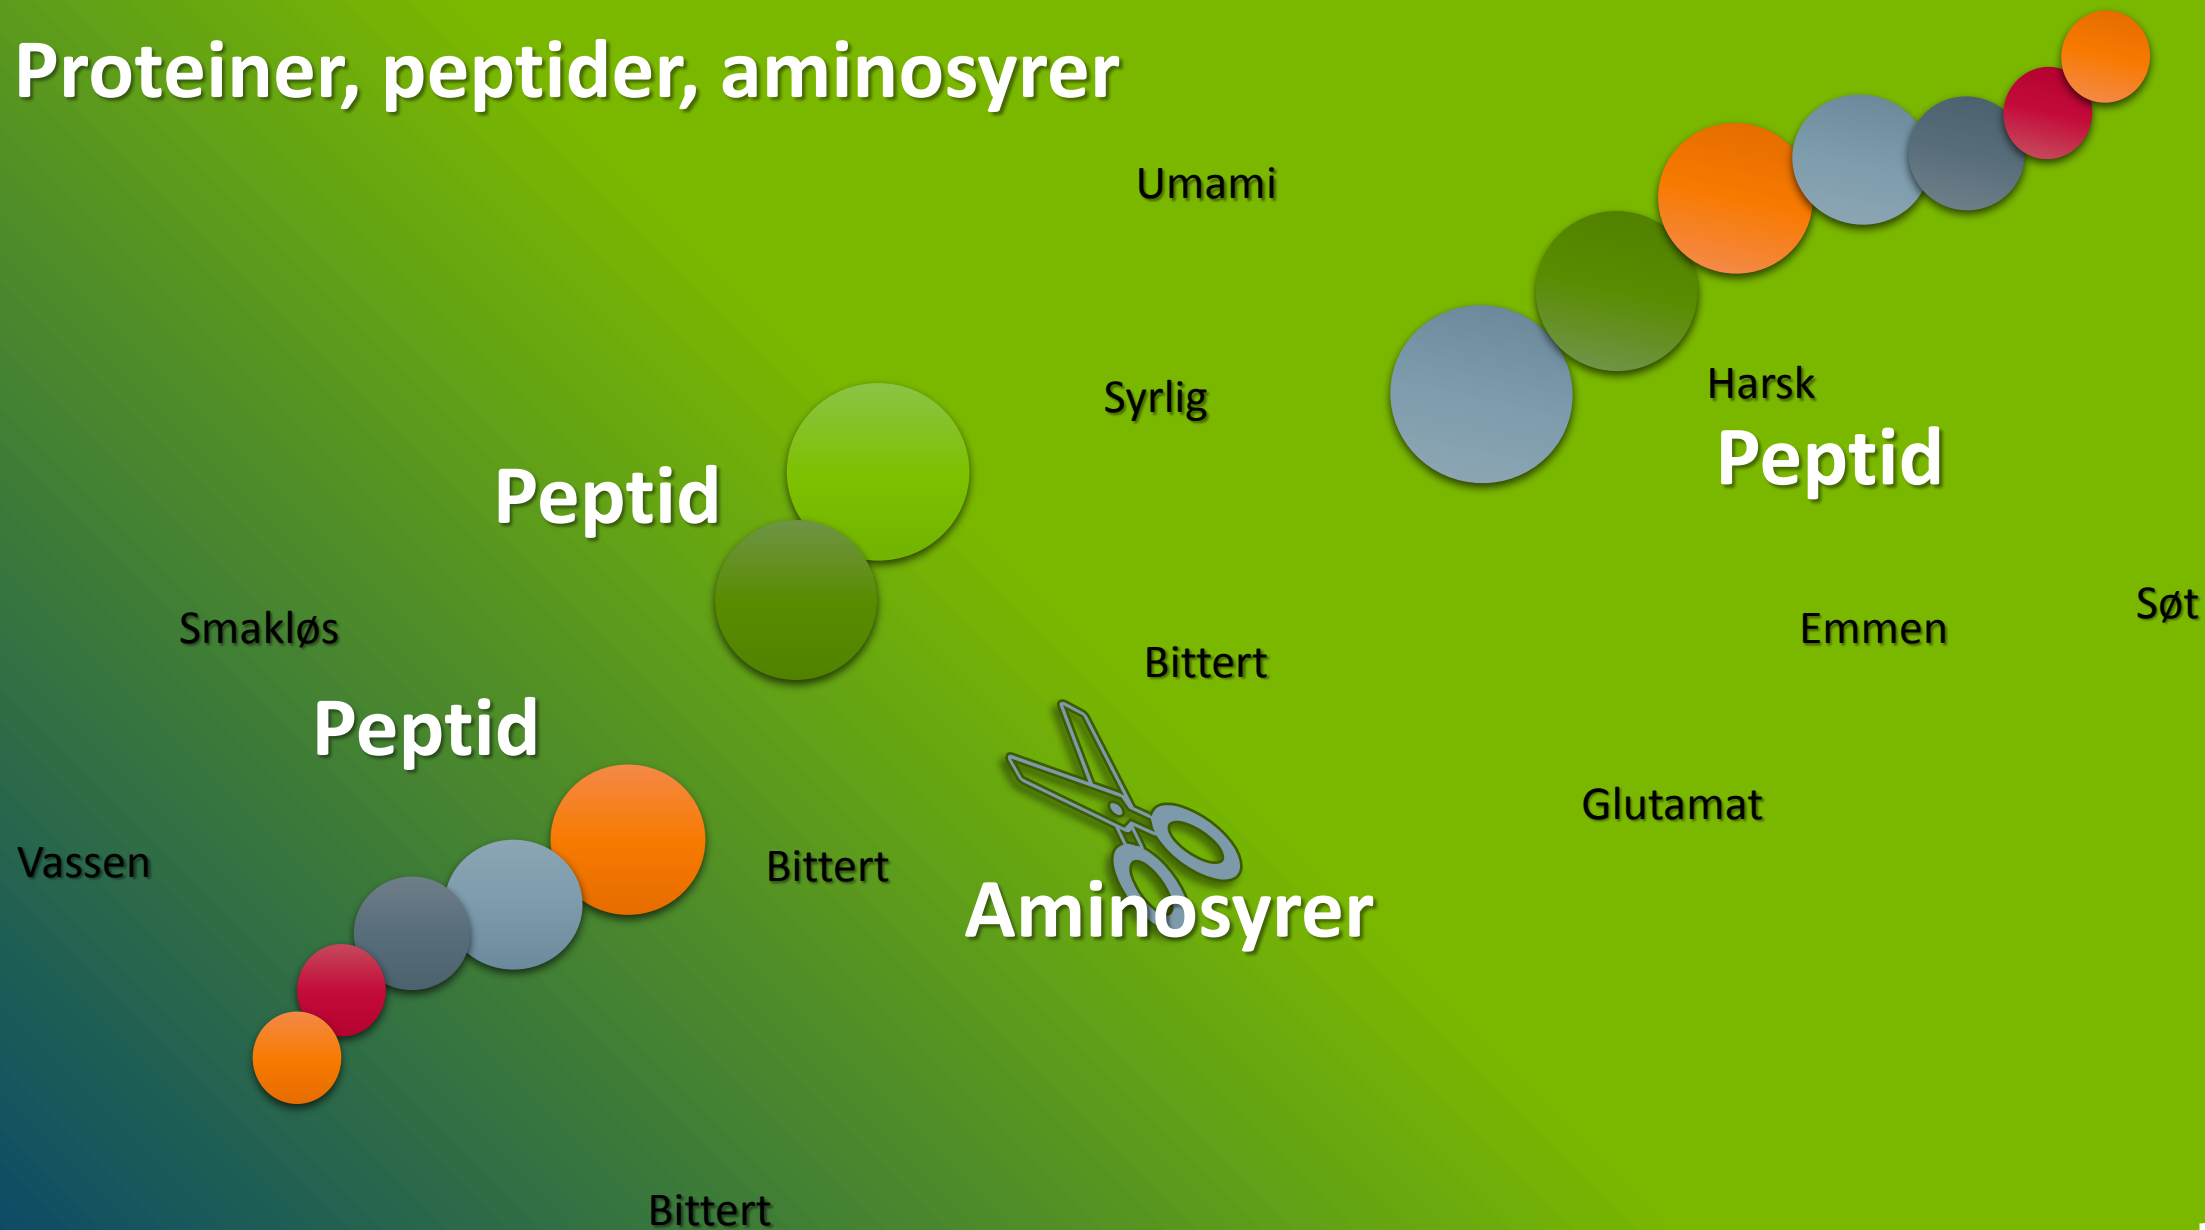 Proteiner, peptider, aminosyrer
Umami
Syrlig
Harsk
Peptid
Peptid
Smakløs
Søt
Emmen
Bittert
Peptid
Glutamat
Vassen
Bittert
Aminosyrer
Bittert